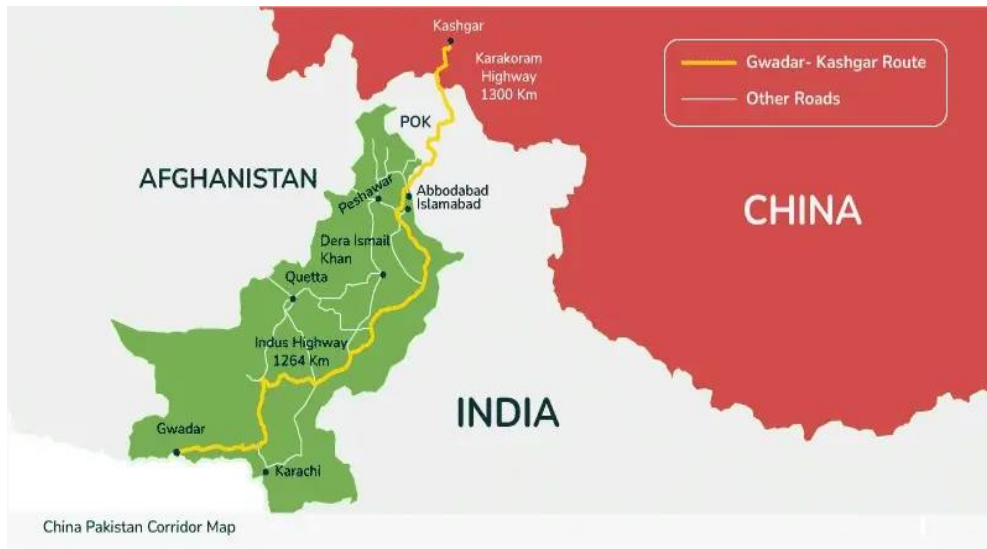 Kashgar
Karakoram
Highway
1300 Km
Gwadar- Kashgar Route
Other Roads
POK
AFGHANISTAN
Peshawar
Abbodabad
Islamabad
CHINA
Dera Ismail
Khan
Quetta
Indus Highway
1264 Km
INDIA
Gwadar
Karachi
China Pakistan Corridor Map